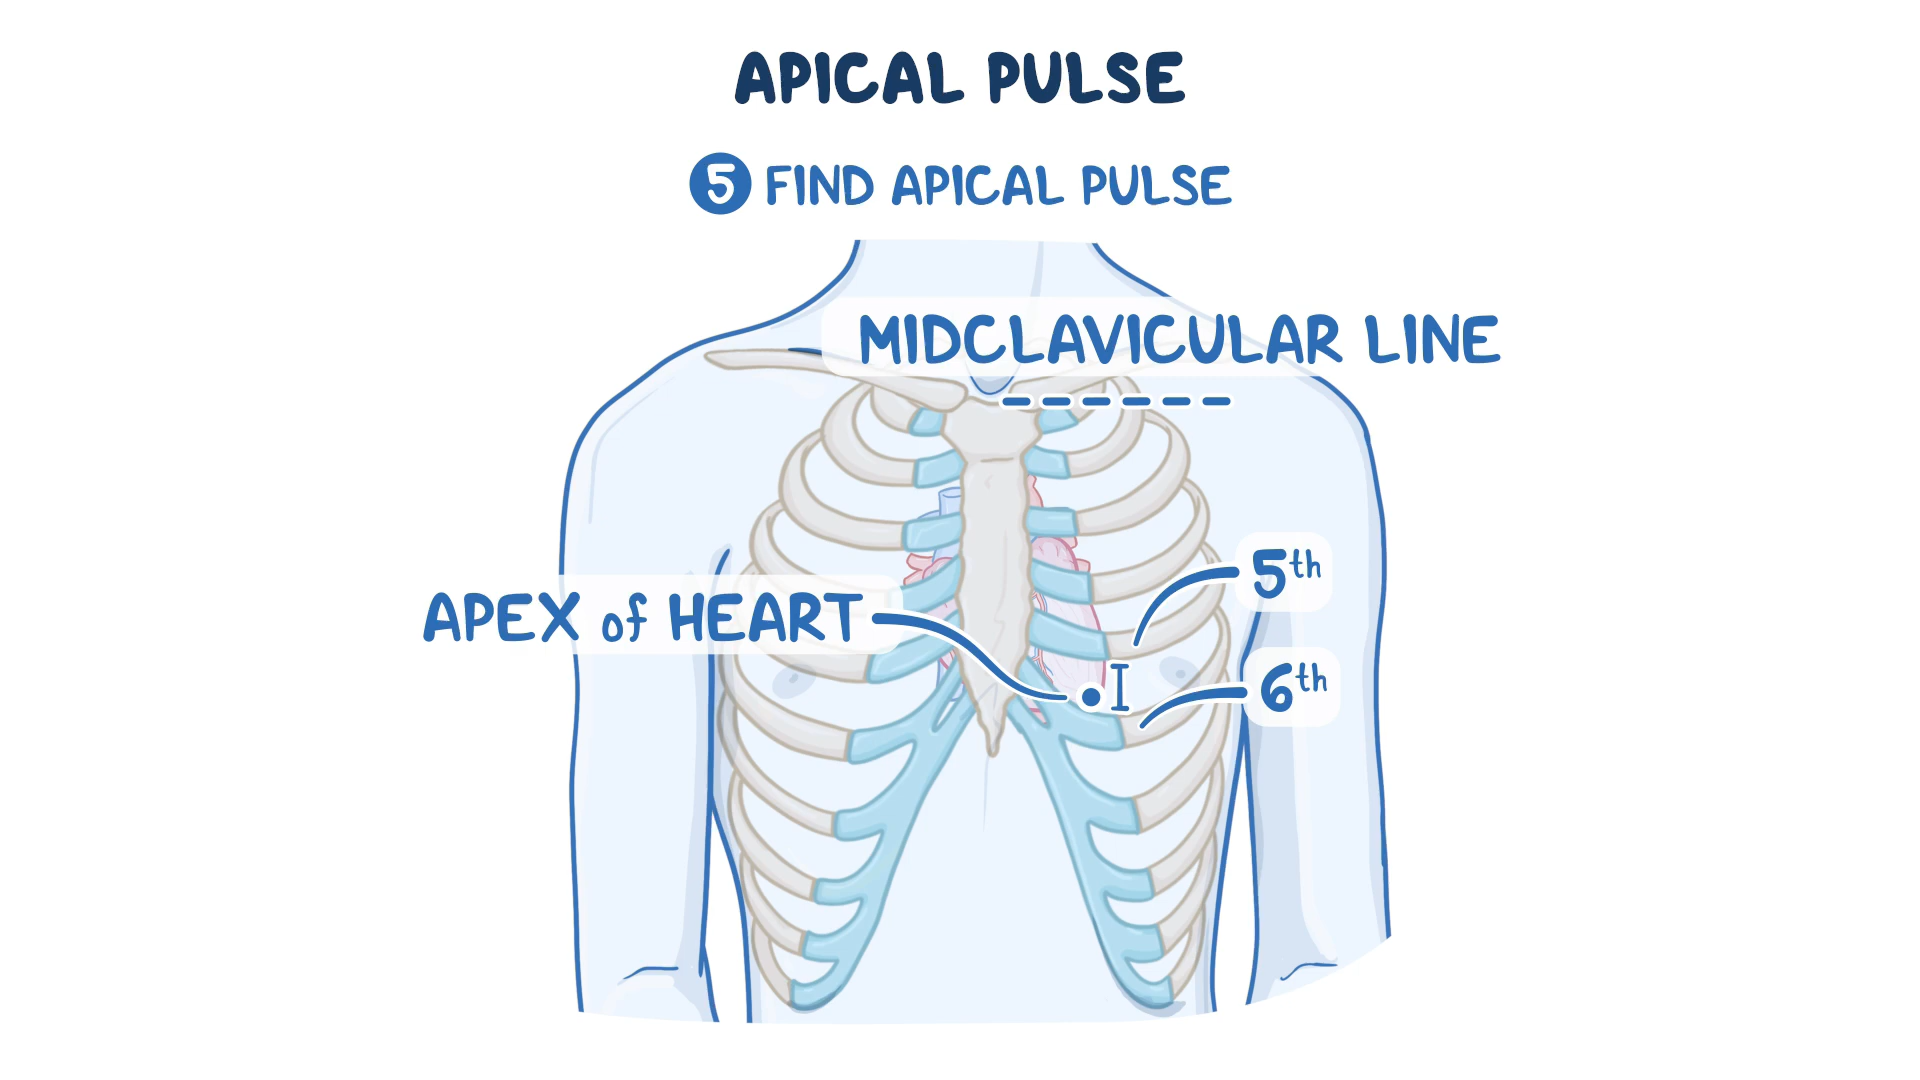 APICAL PULSE
5 FIND APICAL PULSE
MIDCLAVICULAR LINE
5th
APEX of HEART
6th